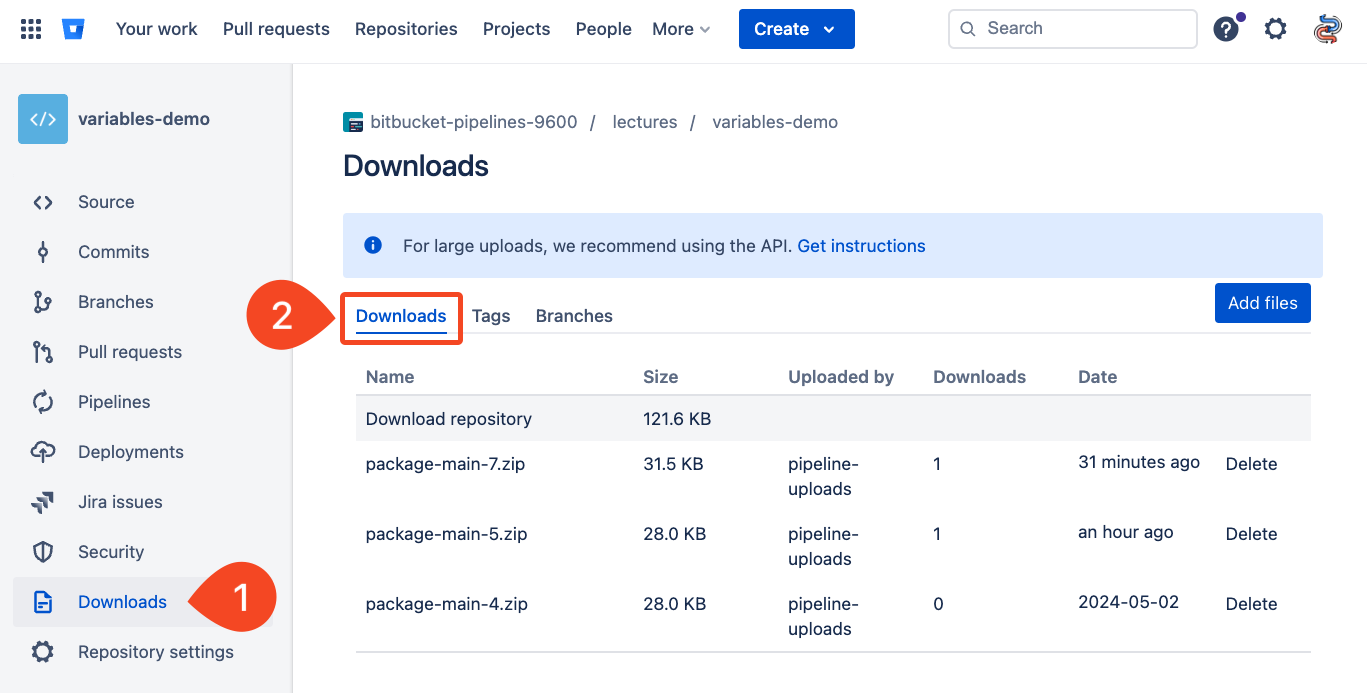 Your work Pull requests Repositories Projects People More Create Search
variables-demo
Source
Commits
Branches
Pull requests
Pipelines
Deployments
Jira issues
Security
Downloads 1
Repository settings
bitbucket-pipelines-9600 / lectures / variables-demo
Downloads
For large uploads, we recommend using the API. Get instructions
Add files
2 Downloads Tags Branches
Name Size Uploaded by Downloads Date
Download repository 121.6 KB
package-main-7.zip 31.5 KB pipeline- 1 31 minutes ago Delete
uploads
package-main-5.zip 28.0 KB pipeline- 1 an hour ago Delete
uploads
package-main-4.zip 28.0 KB pipeline- 0 2024-05-02 Delete
uploads